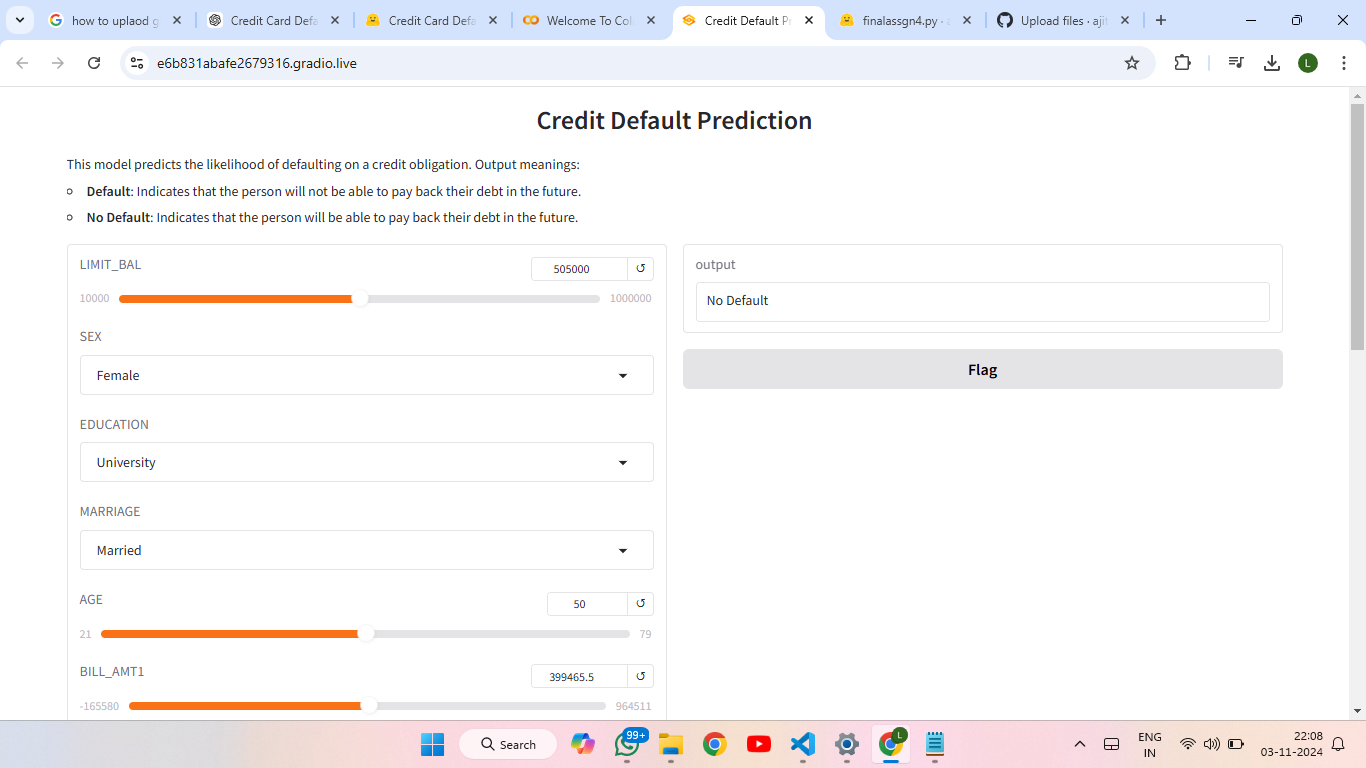 how to uplaod g
Credit Card Defa
Credit Card Defa
Welcome To Col
Credit Default Pr
finalassgn4.py · a
Upload files · ajit
e6b831abafe2679316.gradio.live
L
Credit Default Prediction
This model predicts the likelihood of defaulting on a credit obligation. Output meanings:
Default: Indicates that the person will not be able to pay back their debt in the future.
No Default: Indicates that the person will be able to pay back their debt in the future.
LIMIT_BAL
505000
10000
1000000
SEX
Female
EDUCATION
University
MARRIAGE
Married
AGE
50
21
79
BILL_AMT1
399465.5
-165580
964511
output
No Default
Flag
Search
99+
L
ENG
IN
22:08
03-11-2024